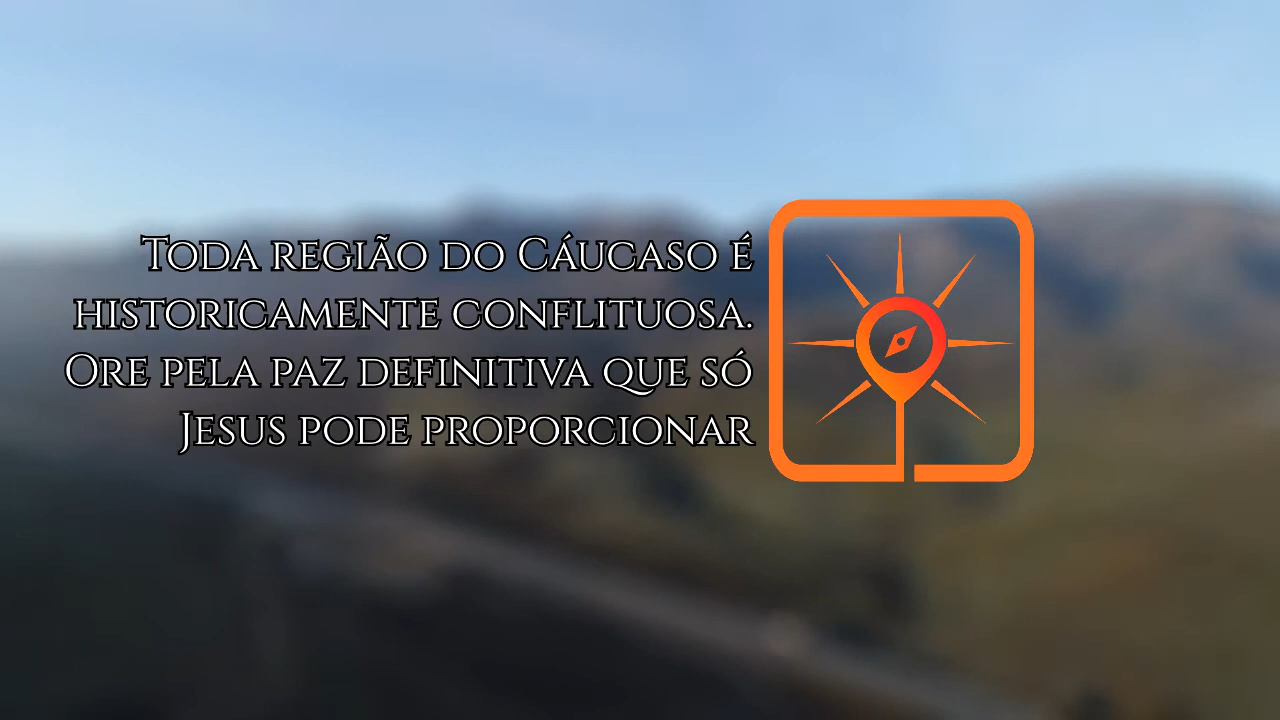 Toda região do Cáucaso é
historicamente conflituosa.
Ore pela paz definitiva que só
Jesus pode proporcionar